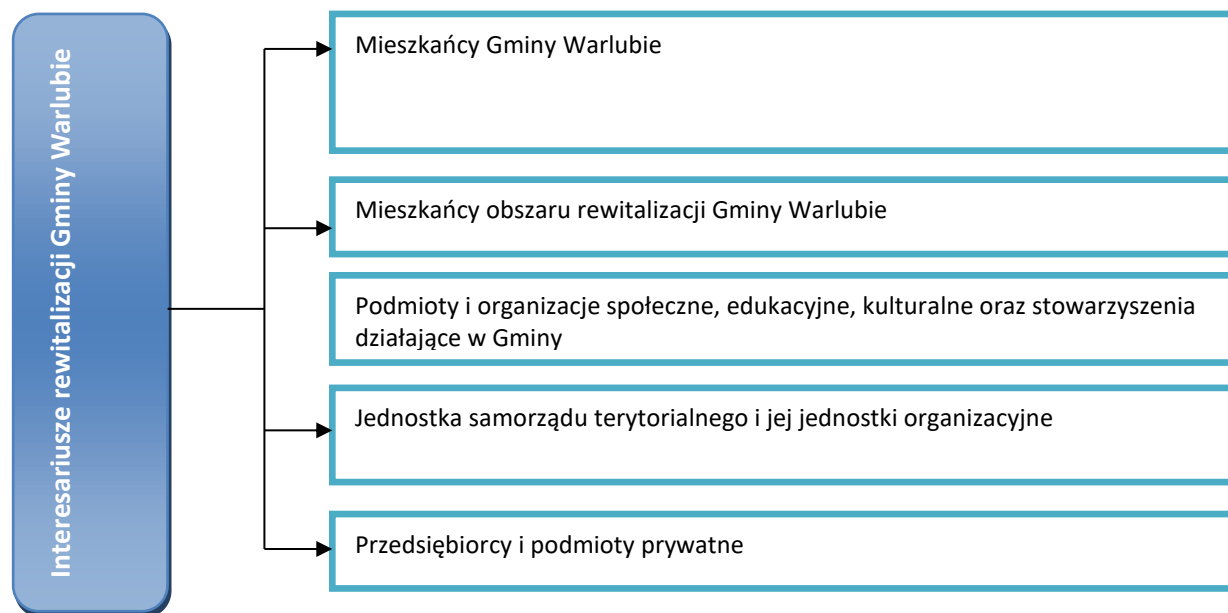 Interesariusze rewitalizacji Gminy Warlubie
Mieszkańcy Gminy Warlubie
Mieszkańcy obszaru rewitalizacji Gminy Warlubie
Podmioty i organizacje społeczne, edukacyjne, kulturalne oraz stowarzyszenia
działające w Gminy
Jednostka samorządu terytorialnego i jej jednostki organizacyjne
Przedsiębiorcy i podmioty prywatne